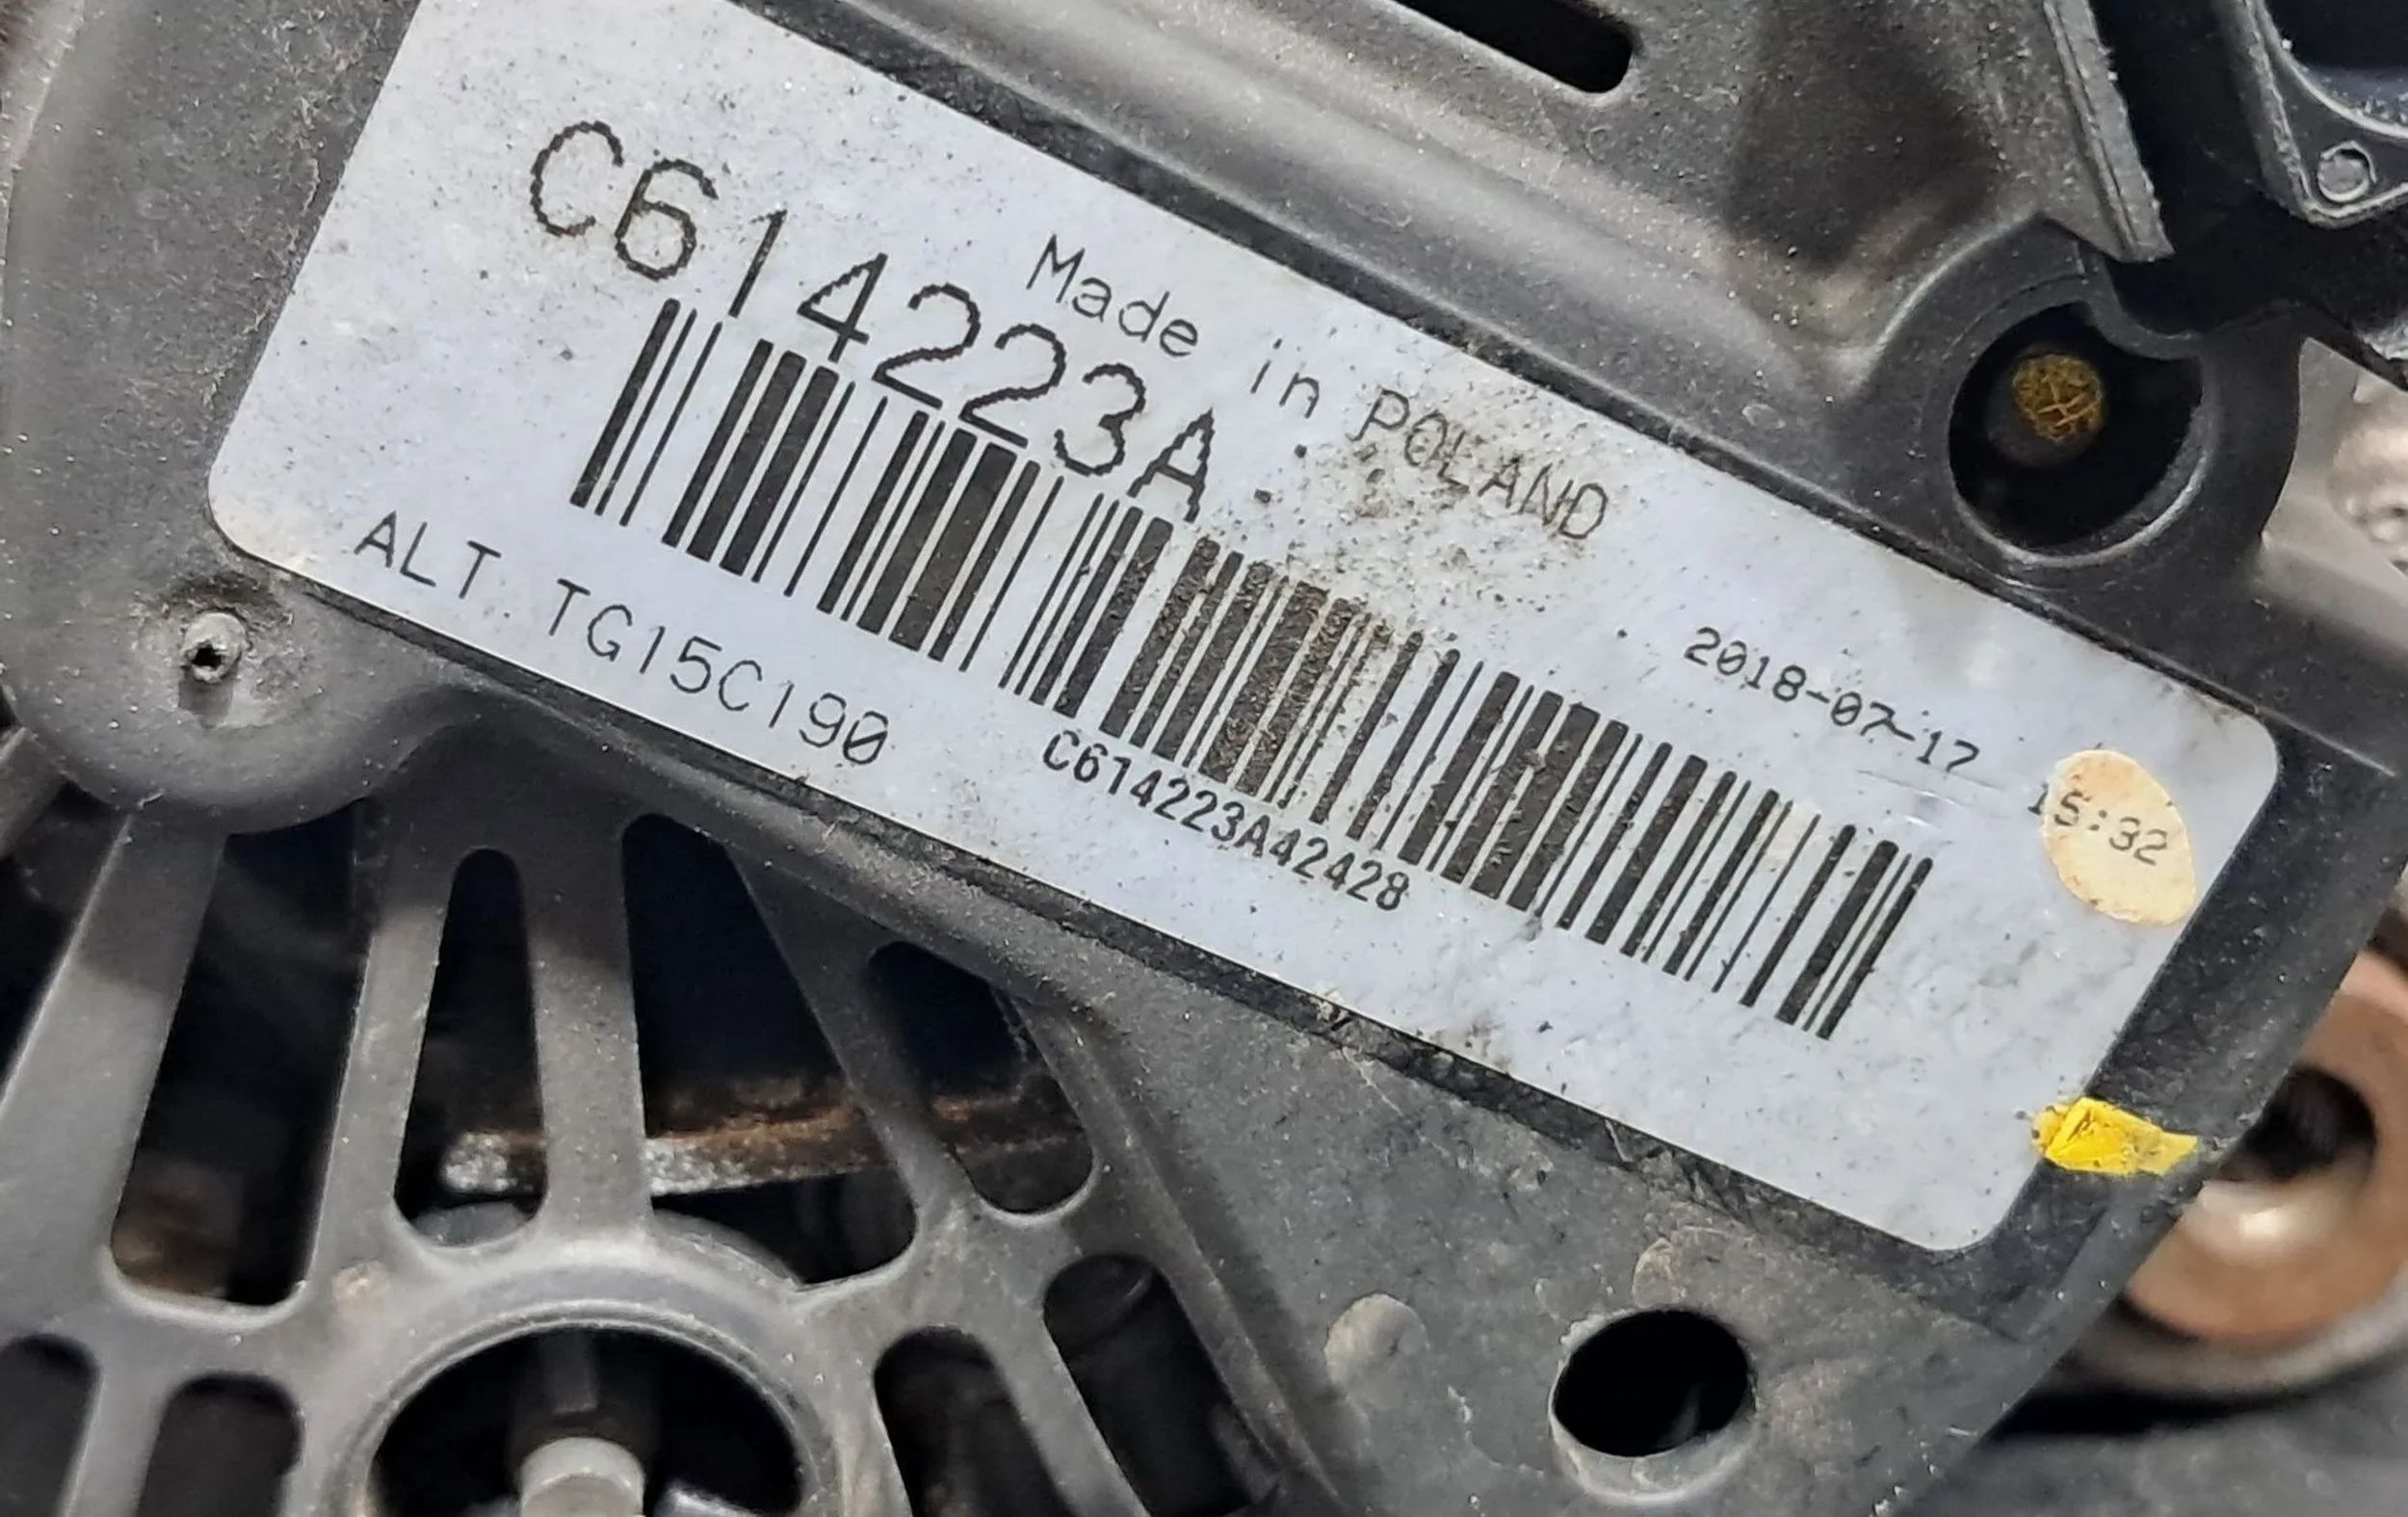 Made in POLAND
C614223A
2018-07-17 15:32
ALT. TG15C190
C614223A42428